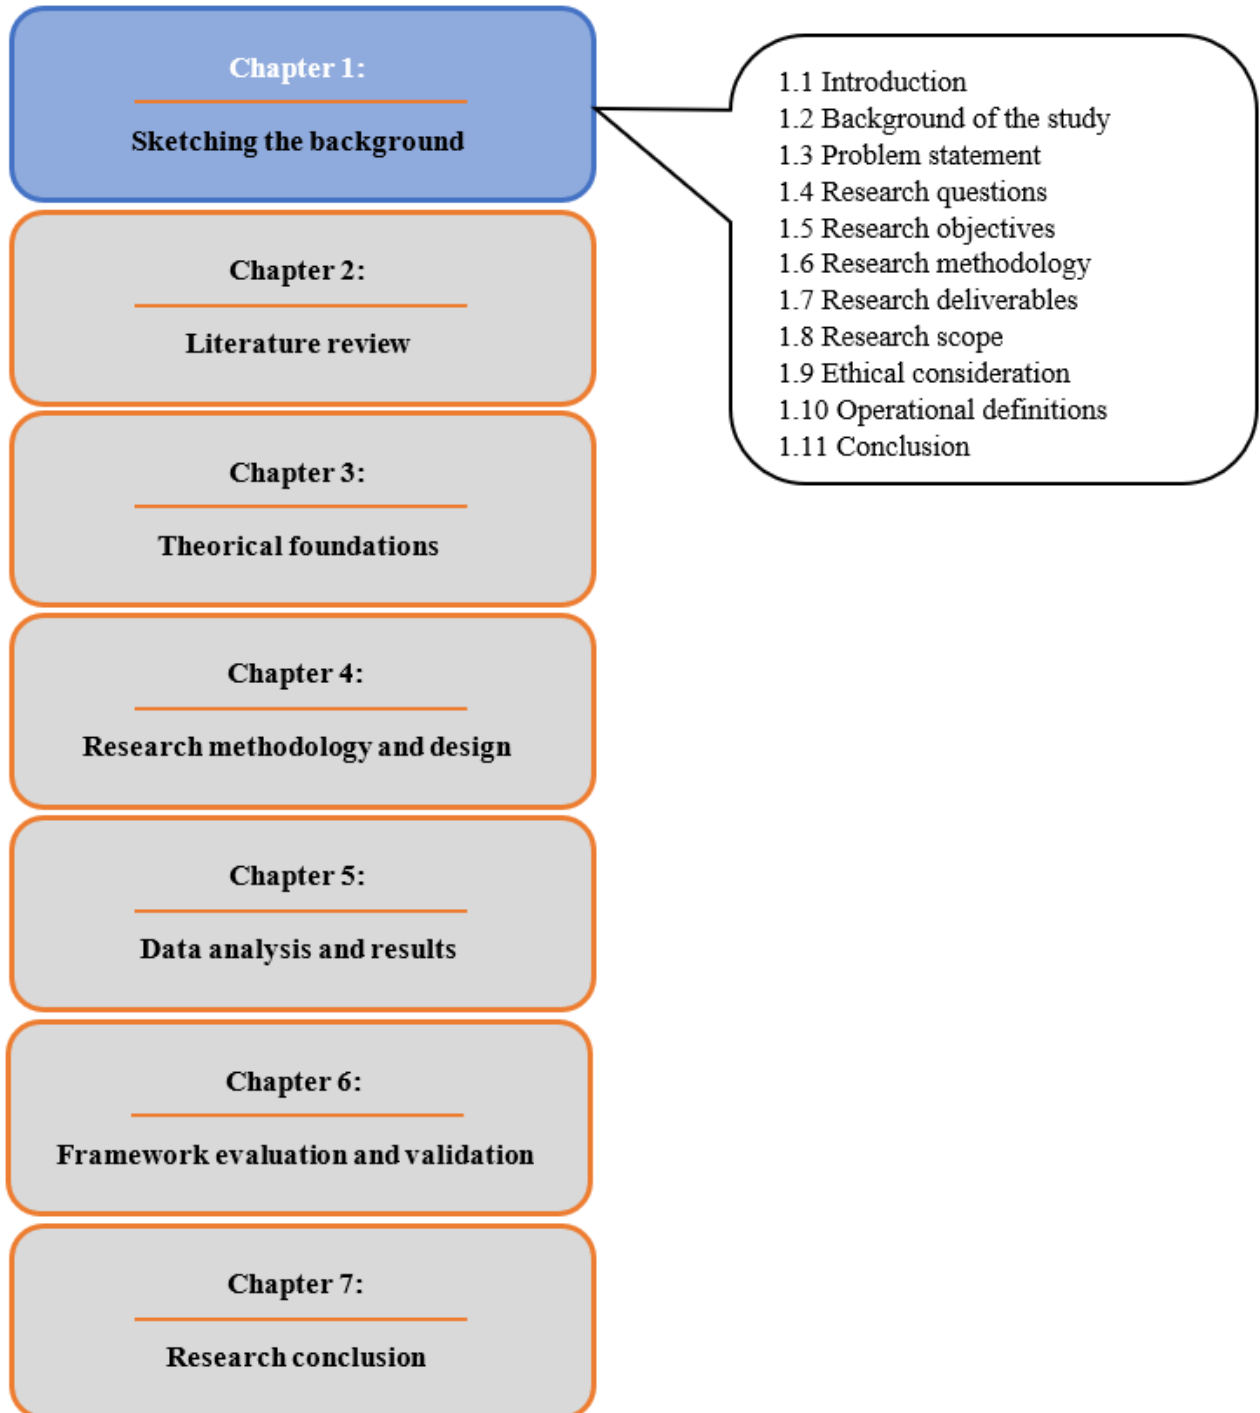 Chapter 1:
Sketching the background
1.1 Introduction
1.2 Background of the study
1.3 Problem statement
1.4 Research questions
1.5 Research objectives
1.6 Research methodology
1.7 Research deliverables
1.8 Research scope
1.9 Ethical consideration
1.10 Operational definitions
1.11 Conclusion
Chapter 2:
Literature review
Chapter 3:
Theorical foundations
Chapter 4:
Research methodology and design
Chapter 5:
Data analysis and results
Chapter 6:
Framework evaluation and validation
Chapter 7:
Research conclusion